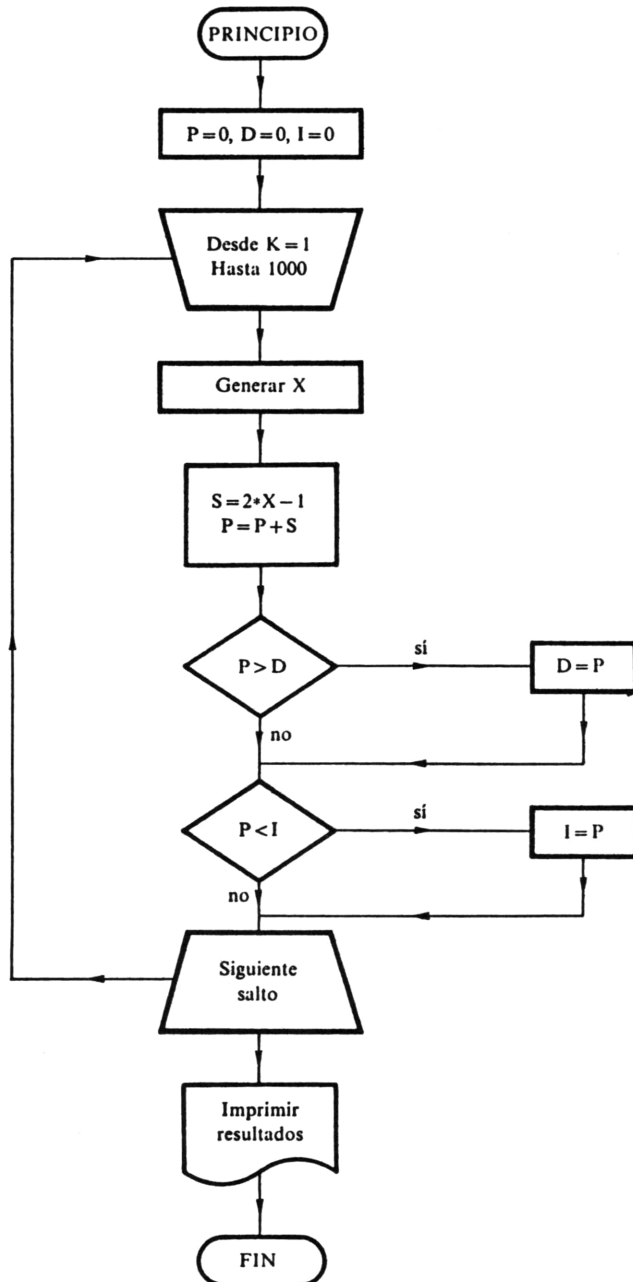 PRINCIPIO
P=0, D=0, I=0
Desde K=1
Hasta 1000
Generar X
S=2*X−1
P=P+S
P>D
sí
D=P
no
P<I
sí
I=P
no
Siguiente
salto
Imprimir
resultados
FIN